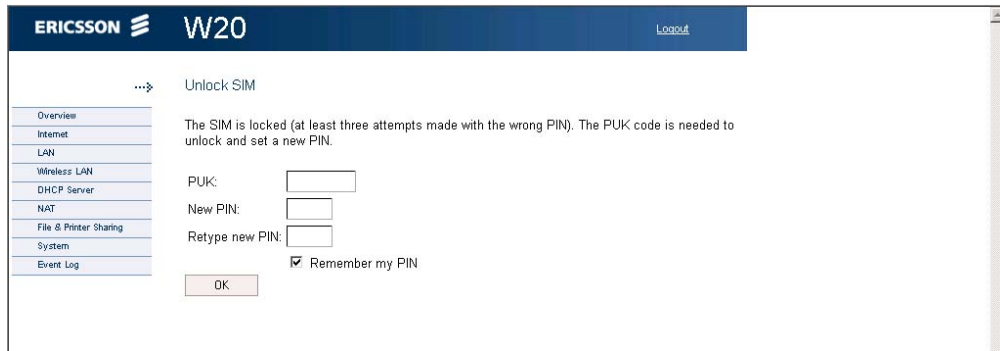 ERICSSON W20 Logout
Unlock SIM
Overview
Internet
LAN
Wireless LAN
DHCP Server
NAT
File & Printer Sharing
System
Event Log
The SIM is locked (at least three attempts made with the wrong PIN). The PUK code is needed to
unlock and set a new PIN.
PUK:
New PIN:
Retype new PIN:
Remember my PIN
OK